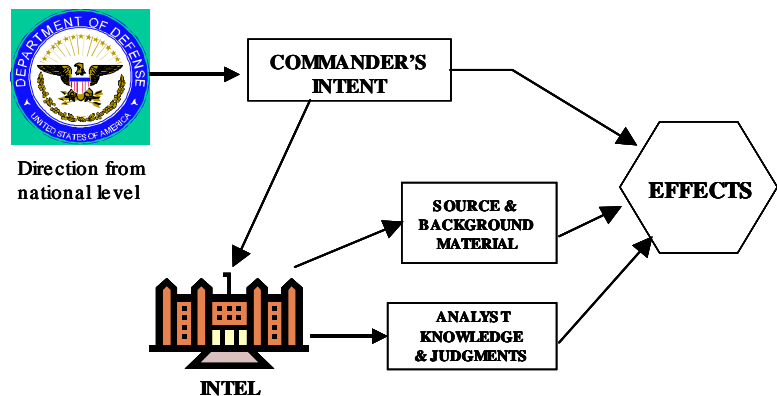 DEPARTMENT OF DEFENSE
UNITED STATES OF AMERICA
Direction from
national level
COMMANDER'S
INTENT
EFFECTS
SOURCE &
BACKGROUND
MATERIAL
ANALYST
KNOWLEDGE
& JUDGMENTS
INTEL